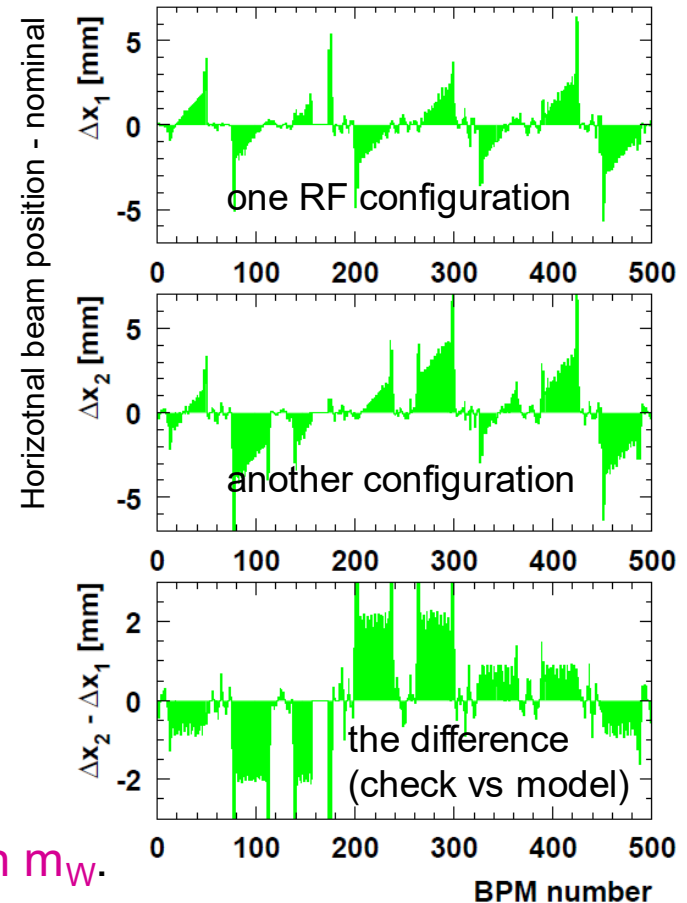 Horizotnal beam position - nominal
Δx₁ [mm]
5
0
-5
one RF configuration
0 100 200 300 400 500
Δx₂ [mm]
5
0
-5
another configuration
0 100 200 300 400 500
Δx₂ - Δx₁ [mm]
2
0
-2
the difference
(check vs model)
0 100 200 300 400 500
BPM number
m_W.